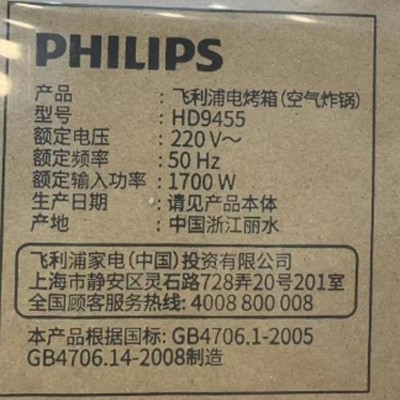 PHILIPS
产品 : 飞利浦电烤箱(空气炸锅)
型号 : HD9455
额定电压 : 220 V～
额定频率 : 50 Hz
额定输入功率 : 1700 W
生产日期 : 请见产品本体
产地 : 中国浙江丽水
飞利浦家电(中国)投资有限公司
上海市静安区灵石路728弄20号201室
全国顾客服务热线: 4008 800 008
本产品根据国标: GB4706.1-2005
GB4706.14-2008制造